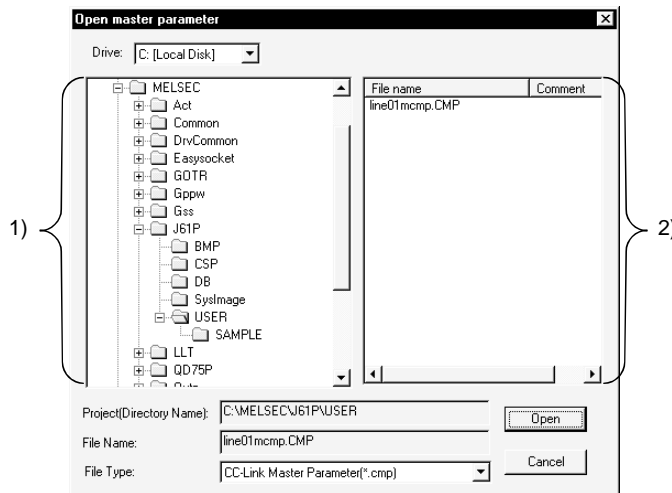 Open master parameter
Drive: C: [Local Disk]
MELSEC
Act
Common
DrvCommon
Easysocket
GOTR
Gppw
Gss
J61P
BMP
CSP
DB
SysImage
USER
SAMPLE
LLT
QD75P
1)
File name Comment
line01mcmp.CMP
2)
Project(Directory Name): C:\MELSEC\J61P\USER
Open
File Name: line01mcmp.CMP
File Type: CC-Link Master Parameter(*.cmp)
Cancel